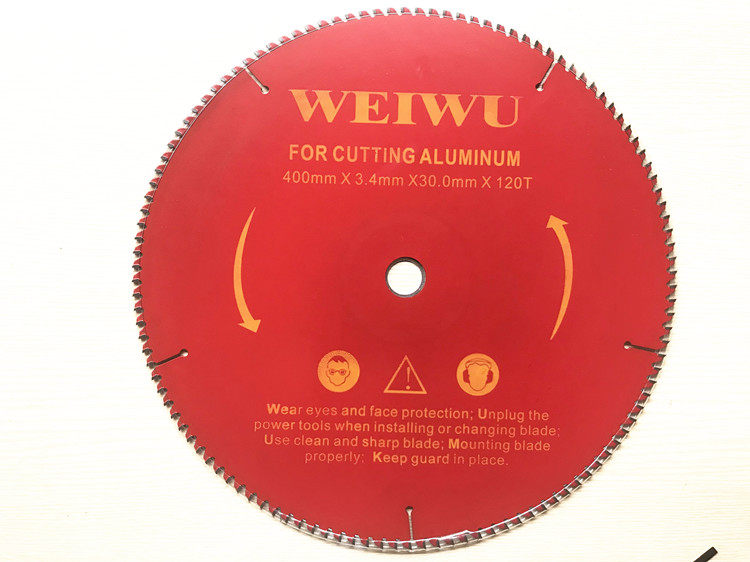 WEIWU
FOR CUTTING ALUMINUM
400mm X 3.4mm X30.0mm X 120T
Wear eyes and face protection; Unplug the
power tools when installing or changing blade;
Use clean and sharp blade; Mounting blade
properly; Keep guard in place.